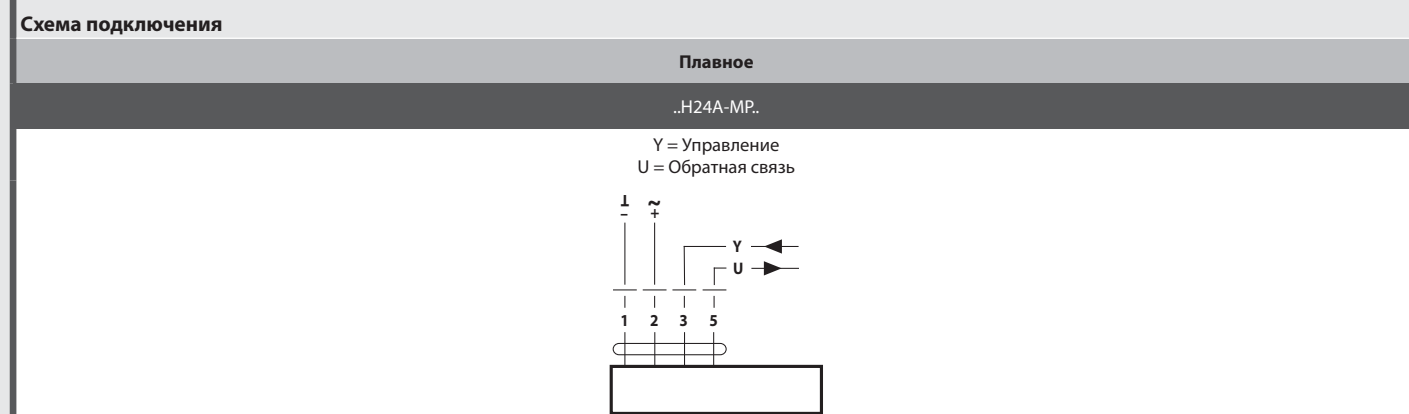 Схема подключения
Плавное
..H24A-MP..
Y = Управление
U = Обратная связь
⊥ ~
– +
Y
U
1 2 3 5